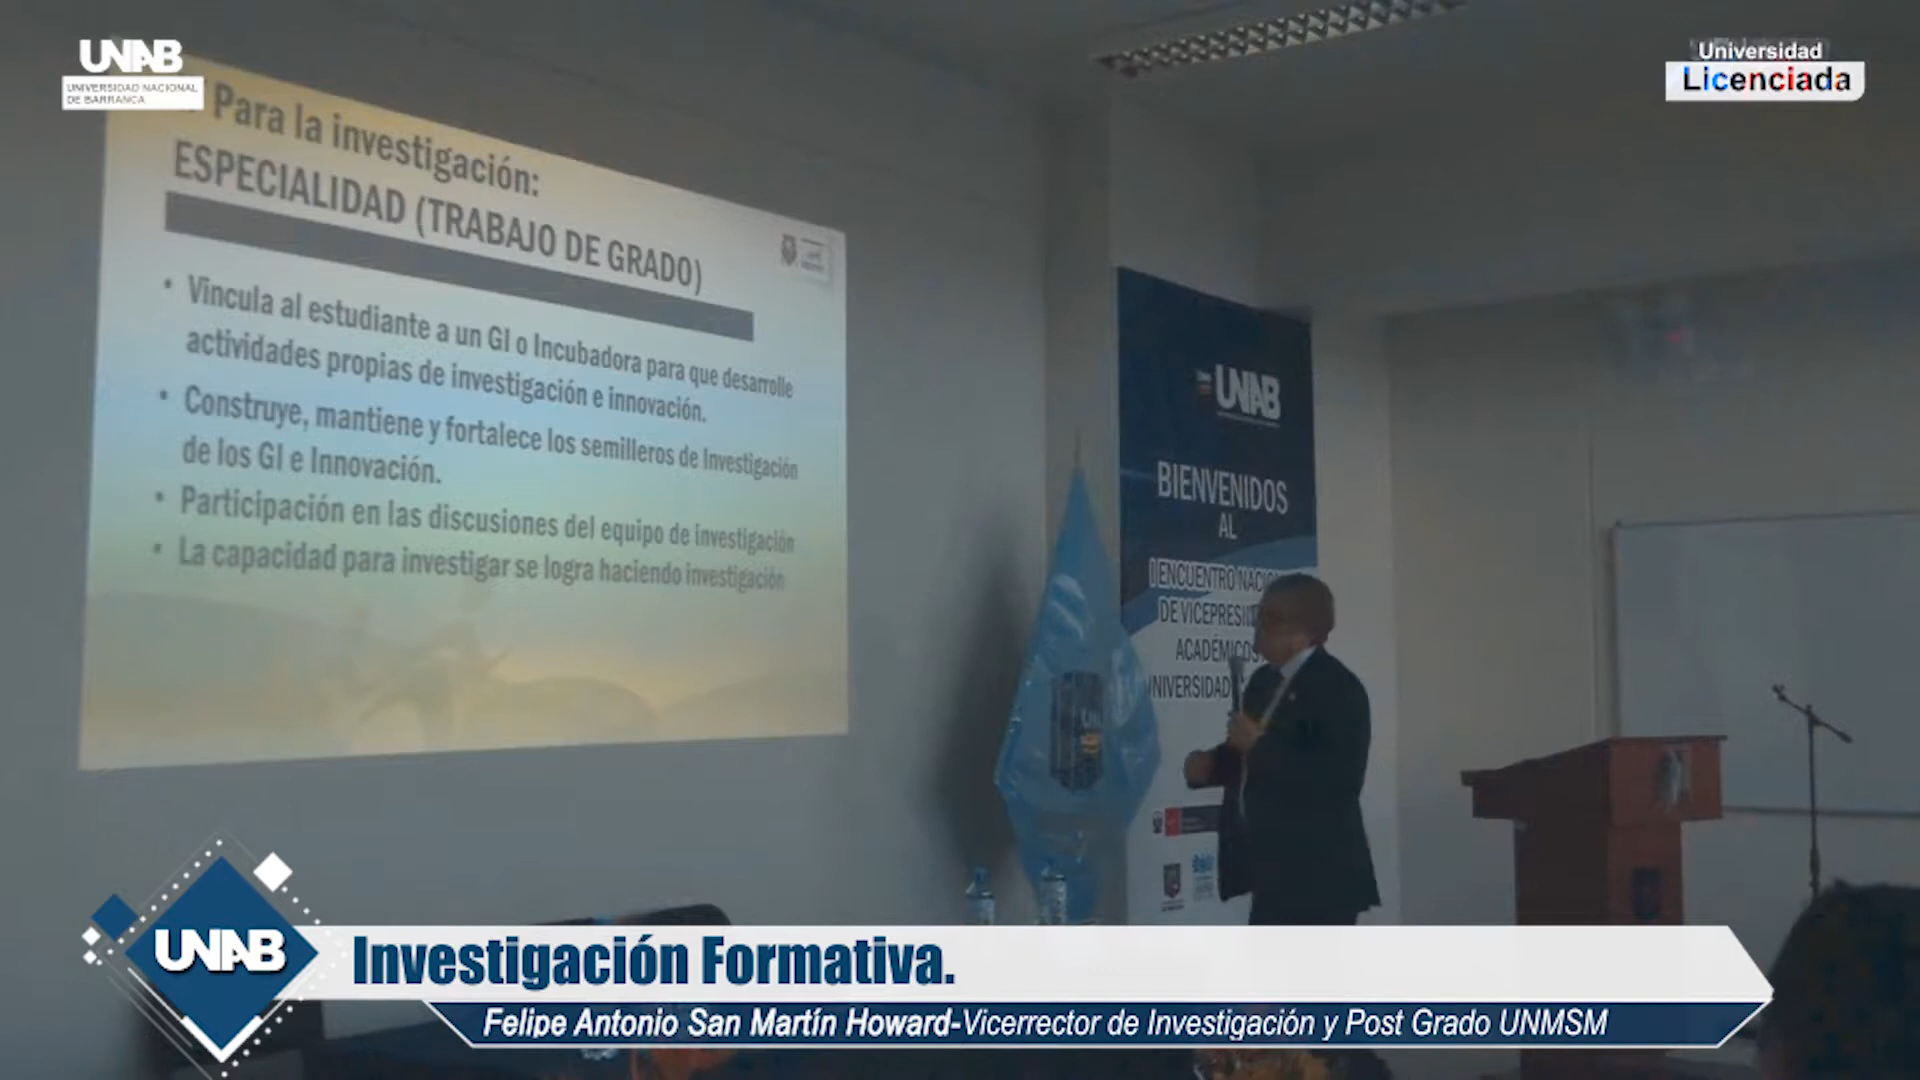 UNAB
UNIVERSIDAD NACIONAL
DE BARRANCA
Universidad
Licenciada
Para la investigación:
ESPECIALIDAD (TRABAJO DE GRADO)
• Vincula al estudiante a un GI o Incubadora para que desarrolle
actividades propias de investigación e innovación.
• Construye, mantiene y fortalece los semilleros de Investigación
de los GI e Innovación.
• Participación en las discusiones del equipo de investigación
• La capacidad para investigar se logra haciendo investigación
UNAB
BIENVENIDOS
AL
I ENCUENTRO
DE
ACADÉMICOS
UNAB
Investigación Formativa.
Felipe Antonio San Martín Howard-Vicerrector de Investigación y Post Grado UNMSM